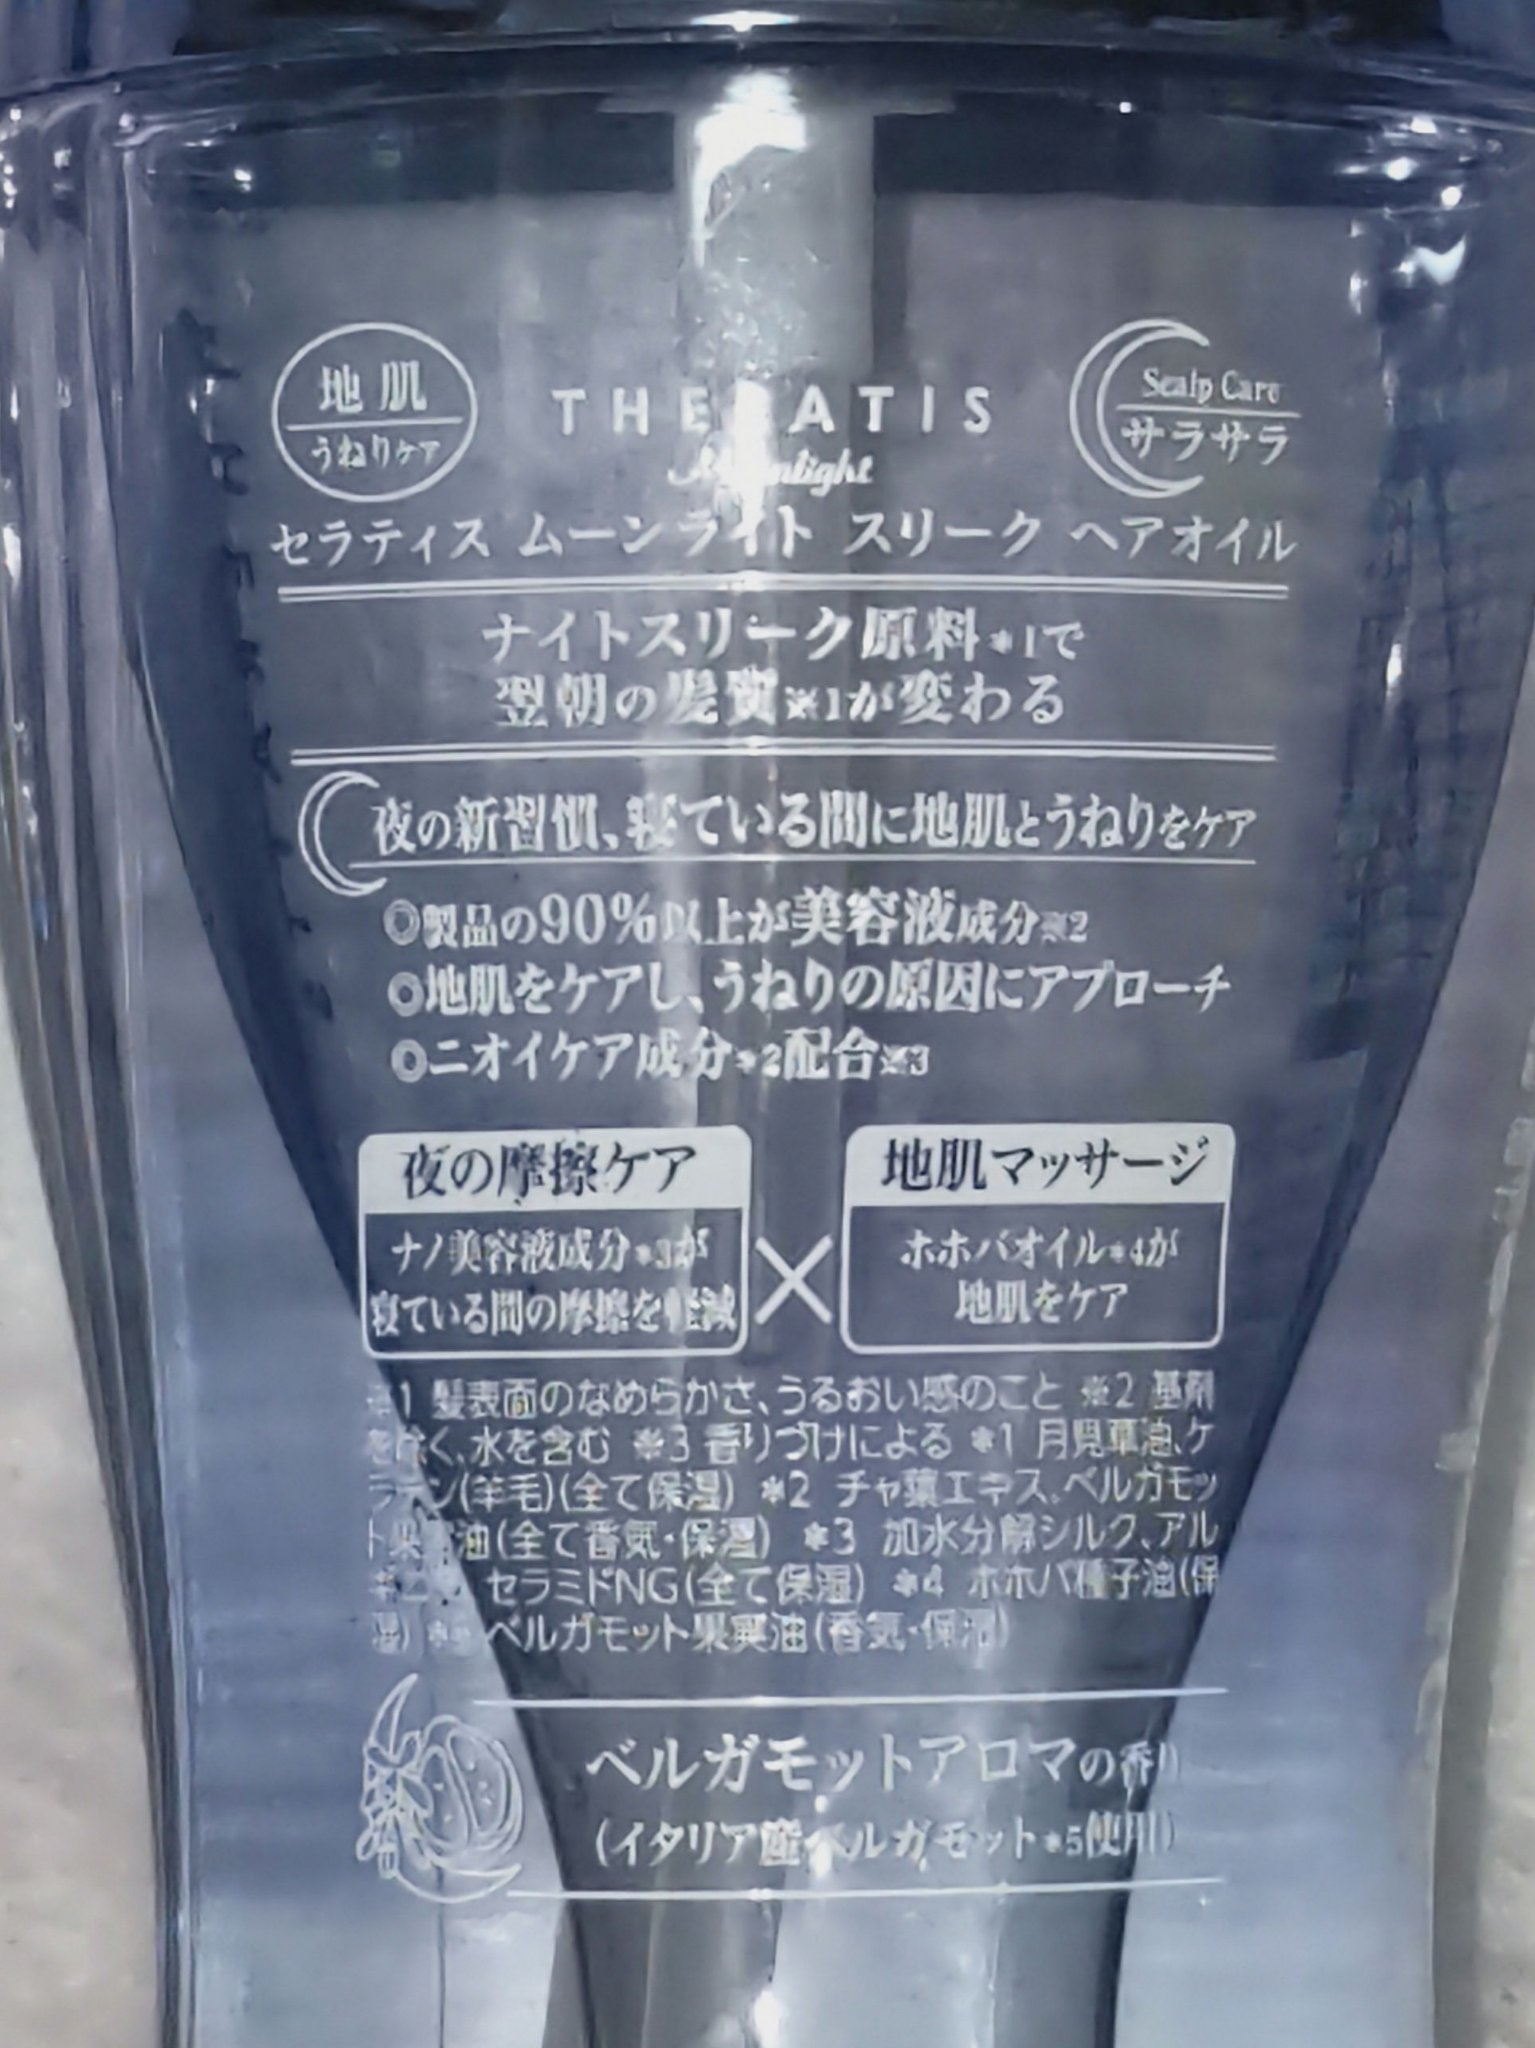 地肌
うねりケア
THERATIS
Moonlight
Scalp Care
サラサラ
セラティス ムーンライト スリーク ヘアオイル
ナイトスリーク原料*1で
翌朝の髪質※1が変わる
夜の新習慣、寝ている間に地肌とうねりをケア
◎製品の90%以上が美容液成分※2
◎地肌をケアし、うねりの原因にアプローチ
◎ニオイケア成分*2配合※3
夜の摩擦ケア
ナノ美容液成分*3が
寝ている間の摩擦を軽減
×
地肌マッサージ
ホホバオイル*4が
地肌をケア
※1 髪表面のなめらかさ、うるおい感のこと ※2 基剤
を除く、水を含む ※3 香りづけによる *1 月見草油、ケ
ラチン(羊毛)(全て保湿) *2 チャ葉エキス、ベルガモッ
ト果実油(全て香気・保湿) *3 加水分解シルク、アル
セラミドNG(全て保湿) *4 ホホバ種子油(保
湿) *5 ベルガモット果実油(香気・保湿)
ベルガモットアロマの香り
(イタリア産ベルガモット*5使用)